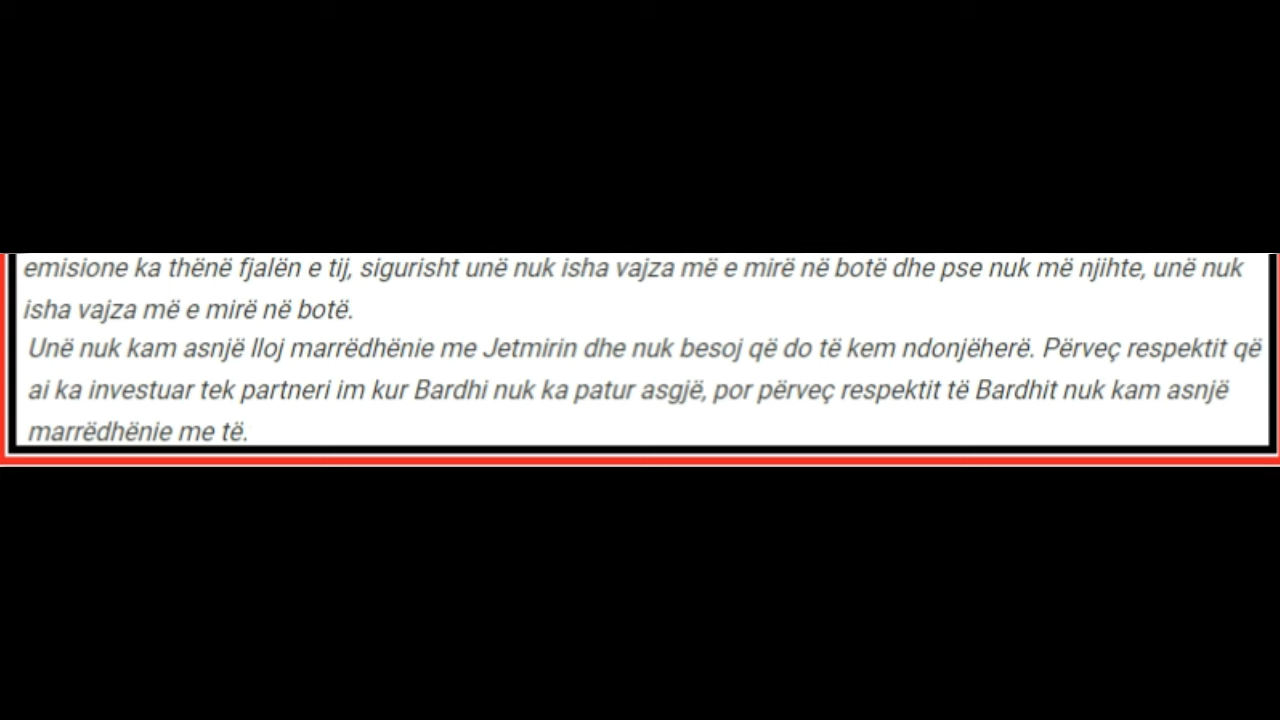 emisione ka thënë fjalën e tij, sigurisht unë nuk isha vajza më e mirë në botë dhe pse nuk më njihte, unë nuk
isha vajza më e mirë në botë.
Unë nuk kam asnjë lloj marrëdhënie me Jetmirin dhe nuk besoj që do të kem ndonjëherë. Përveç respektit që
ai ka investuar tek partneri im kur Bardhi nuk ka patur asgjë, por përveç respektit të Bardhit nuk kam asnjë
marrëdhënie me të.